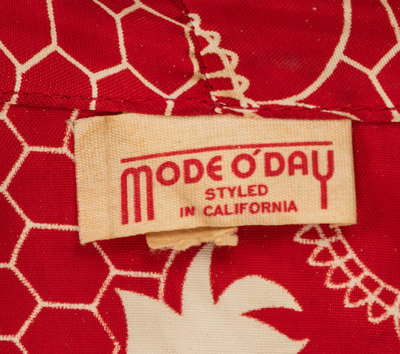 MODE O'DAY
STYLED
IN CALIFORNIA